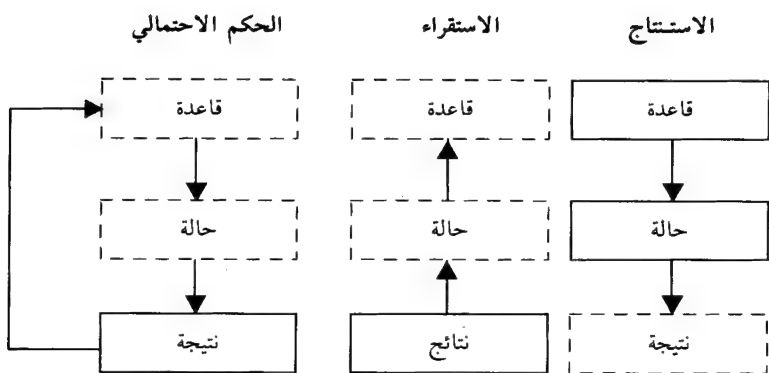 الاستنتاج الاستقراء الحكم الاحتمالي
قاعدة قاعدة قاعدة
حالة حالة حالة
نتيجة نتائج نتيجة